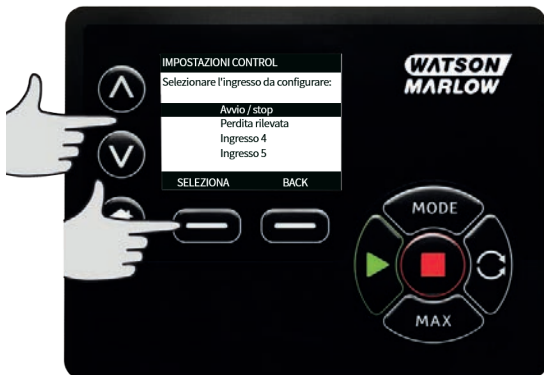 IMPOSTAZIONI CONTROL
Selezionare l'ingresso da configurare:
Avvio / stop
Perdita rilevata
Ingresso 4
Ingresso 5
SELEZIONA BACK
WATSON
MARLOW
MODE
MAX